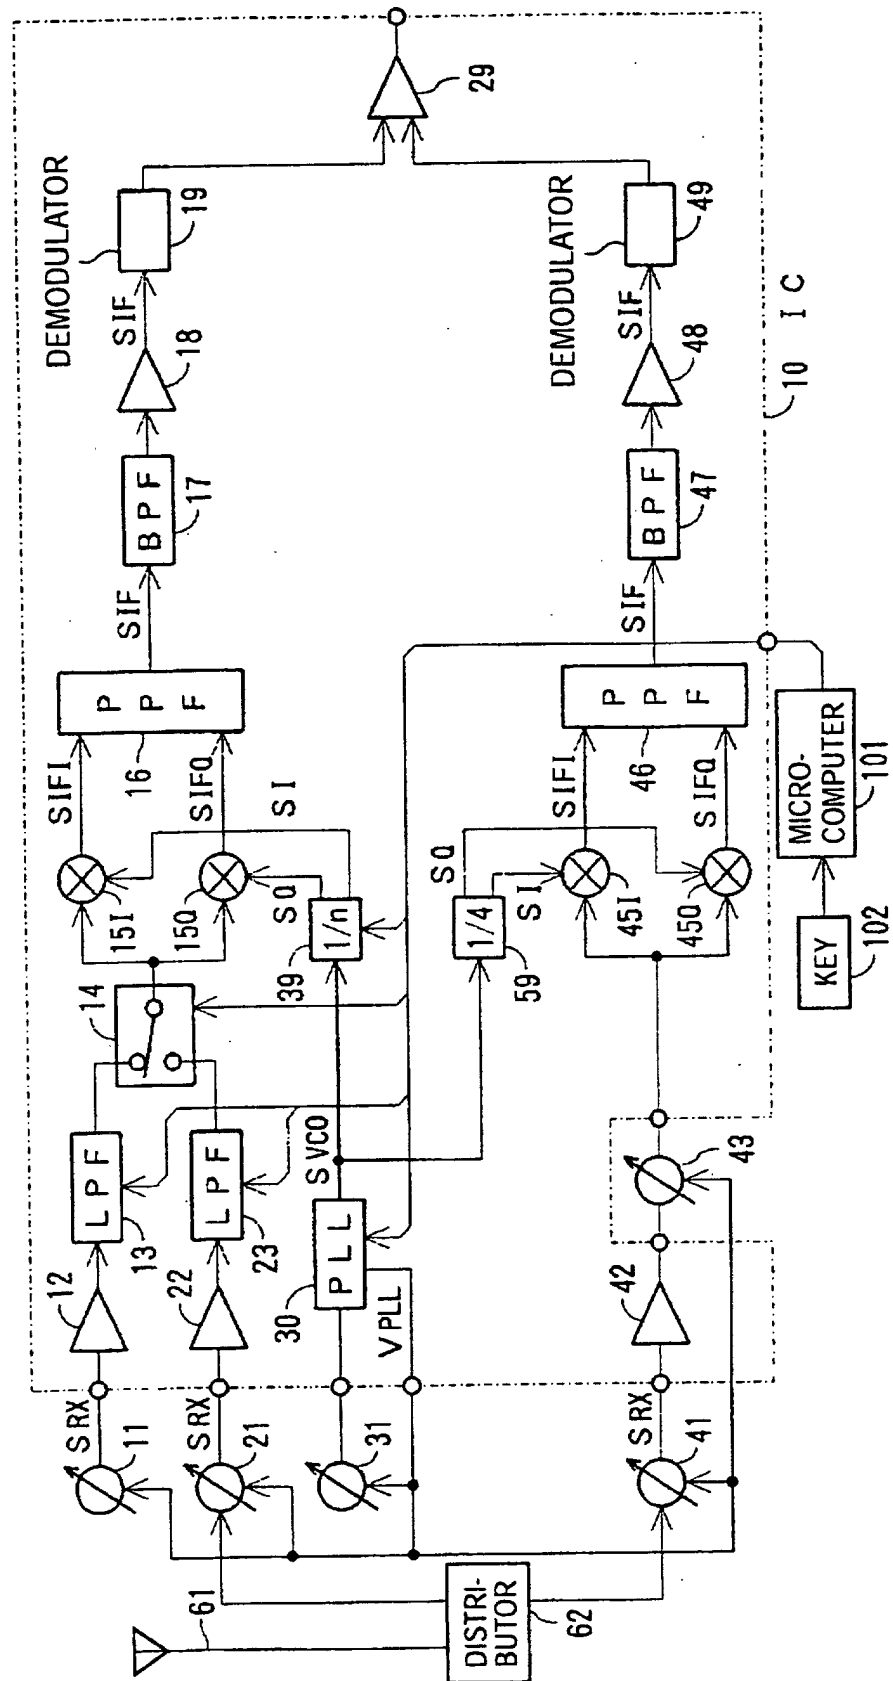 SRX
11
12
LPF
13
14
15I
SIFI
15Q
SIFQ
16
PPF
SIF
BPF
17
18
SIF
DEMODULATOR
19
29
SRX
21
22
LPF
23
31
30
PLL
VPLL
SVCO
39
1/n
SQ
SI
59
1/4
SQ
SI
45I
SIFI
45Q
SIFQ
46
PPF
SIF
BPF
47
48
SIF
DEMODULATOR
49
61
DISTRI-
BUTOR
62
SRX
41
42
43
KEY
102
MICRO-
COMPUTER
101
10 IC